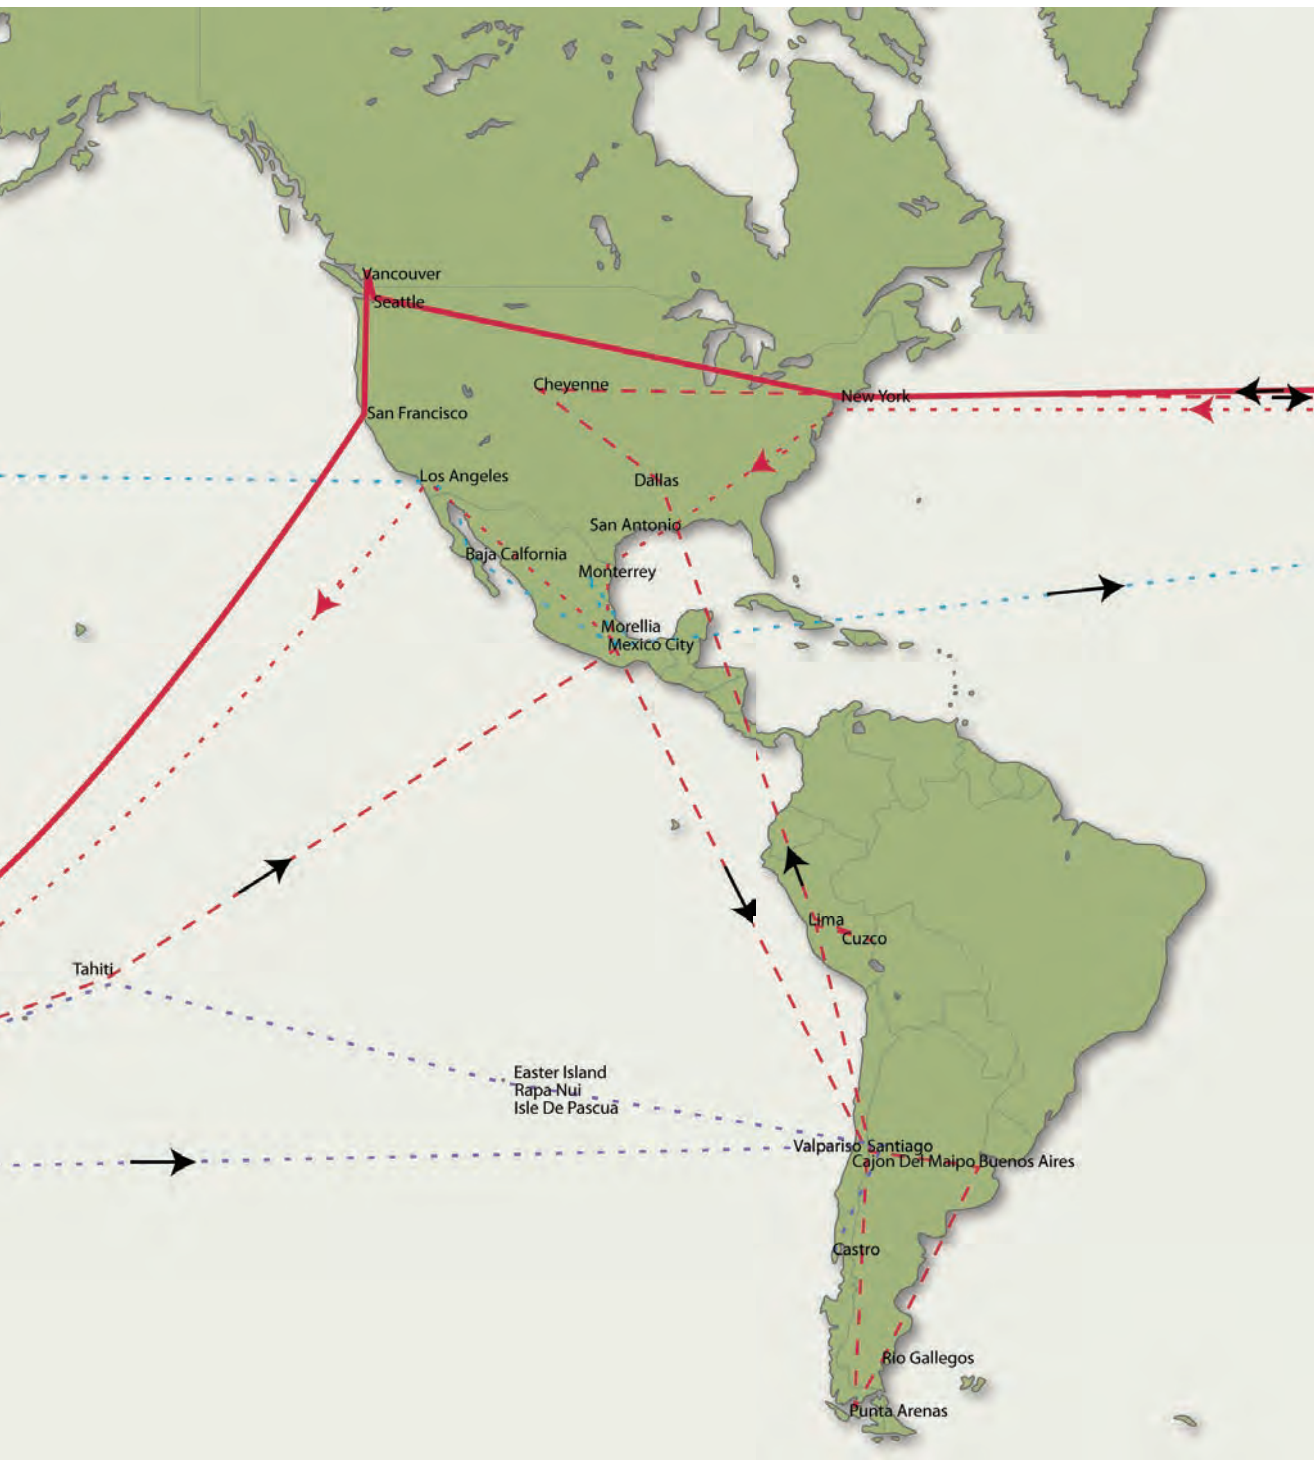 Vancouver
Seattle
Cheyenne
New York
San Francisco
Los Angeles
Dallas
San Antonio
Baja Calfornia
Monterrey
Morellia
Mexico City
Lima
Cuzco
Tahiti
Easter Island
Rapa Nui
Isle De Pascua
Valpariso Santiago
Cajon Del Maipo Buenos Aires
Castro
Rio Gallegos
Punta Arenas